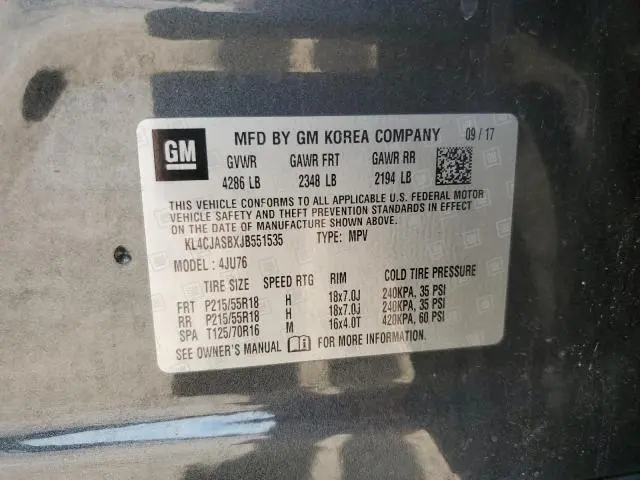 GM MFD BY GM KOREA COMPANY 09/17
GVWR GAWR FRT GAWR RR
4286 LB 2348 LB 2194 LB
THIS VEHICLE CONFORMS TO ALL APPLICABLE U.S. FEDERAL MOTOR
VEHICLE SAFETY AND THEFT PREVENTION STANDARDS IN EFFECT
ON THE DATE OF MANUFACTURE SHOWN ABOVE.
KL4CJASBXJB551535 TYPE: MPV
MODEL : 4JU76
TIRE SIZE SPEED RTG RIM COLD TIRE PRESSURE
FRT P215/55R18 H 18x7.0J 240KPA, 35 PSI
RR P215/55R18 H 18x7.0J 240KPA, 35 PSI
SPA T125/70R16 M 16x4.0T 420KPA, 60 PSI
SEE OWNER'S MANUAL FOR MORE INFORMATION.